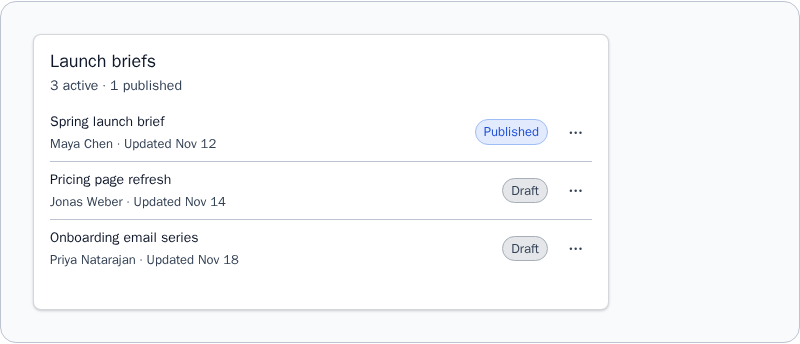 Launch briefs
3 active · 1 published
Spring launch brief
Published
Maya Chen · Updated Nov 12
Pricing page refresh
Draft
Jonas Weber · Updated Nov 14
Onboarding email series
Draft
Priya Natarajan · Updated Nov 18